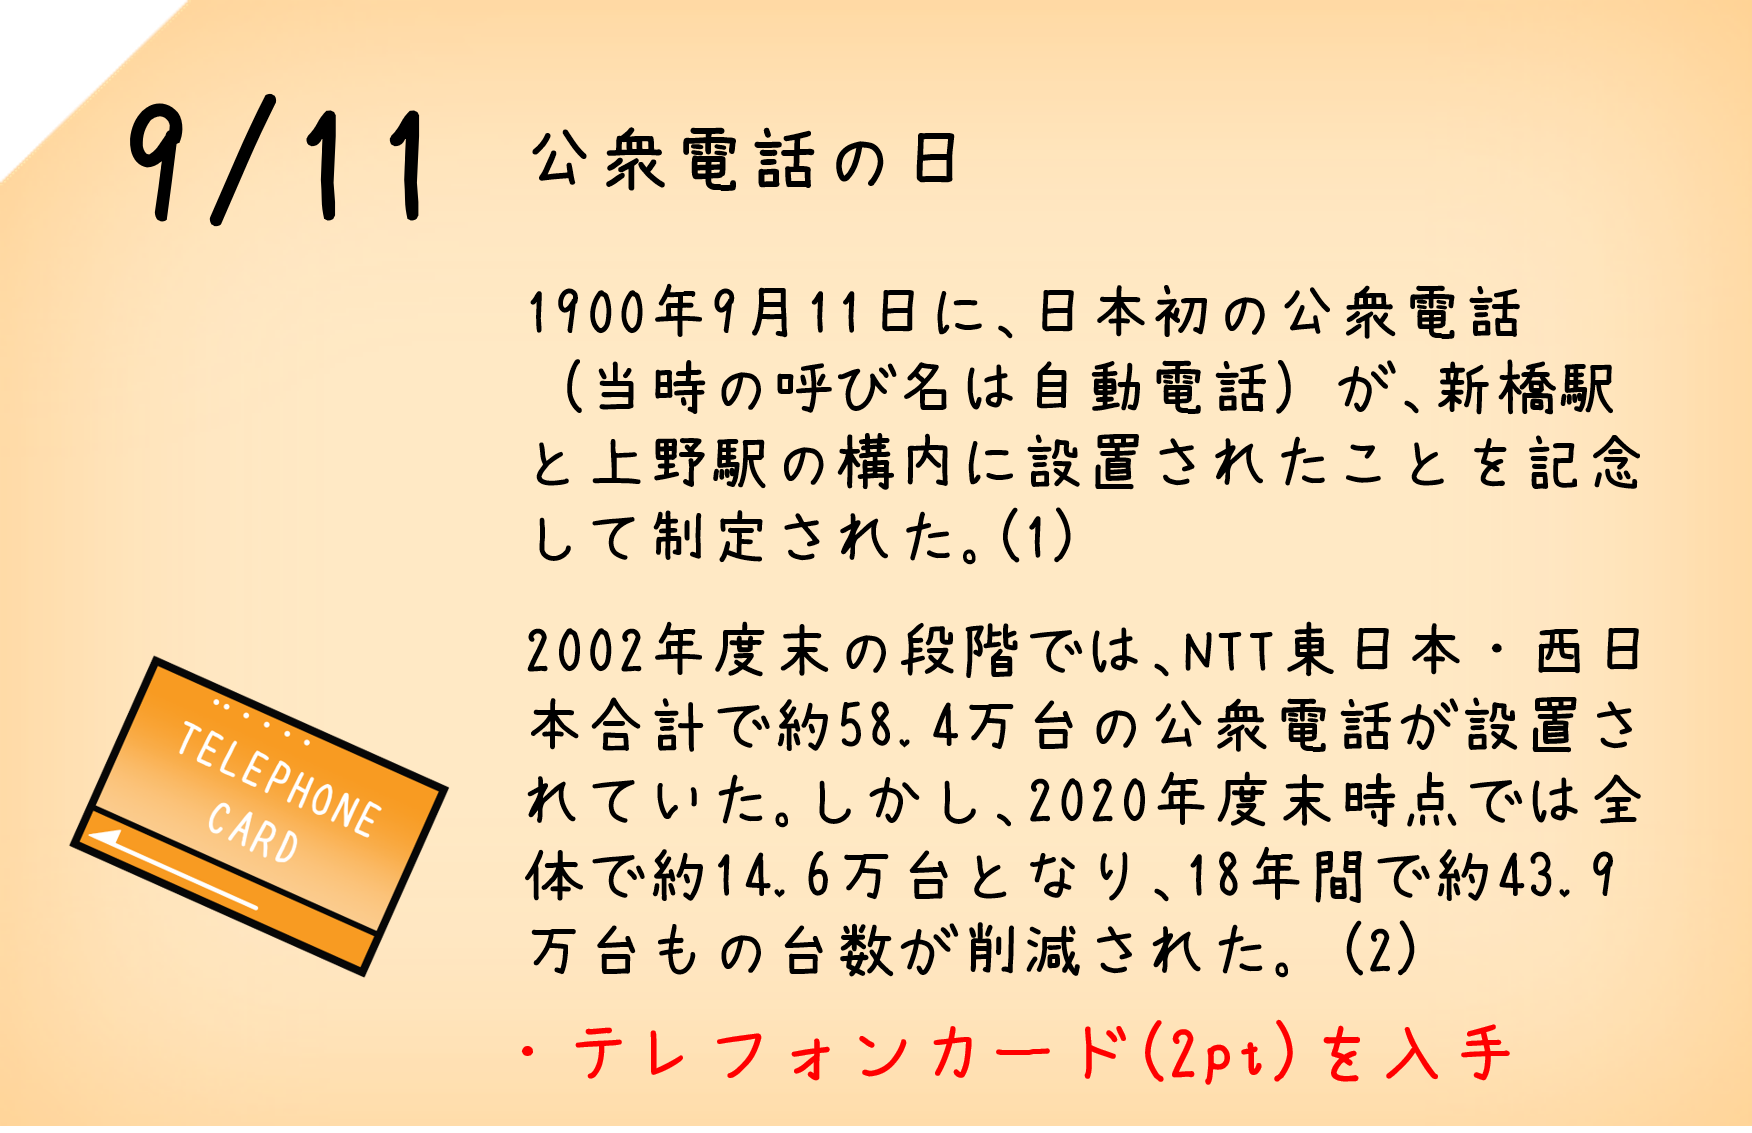 9/11 公衆電話の日
1900年9月11日に、日本初の公衆電話
（当時の呼び名は自動電話）が、新橋駅
と上野駅の構内に設置されたことを記念
して制定された。(1)
2002年度末の段階では、NTT東日本・西日
本合計で約58.4万台の公衆電話が設置さ
れていた。しかし、2020年度末時点では全
体で約14.6万台となり、18年間で約43.9
万台もの台数が削減された。 (2)
TELEPHONE
CARD
・テレフォンカード(2pt)を入手